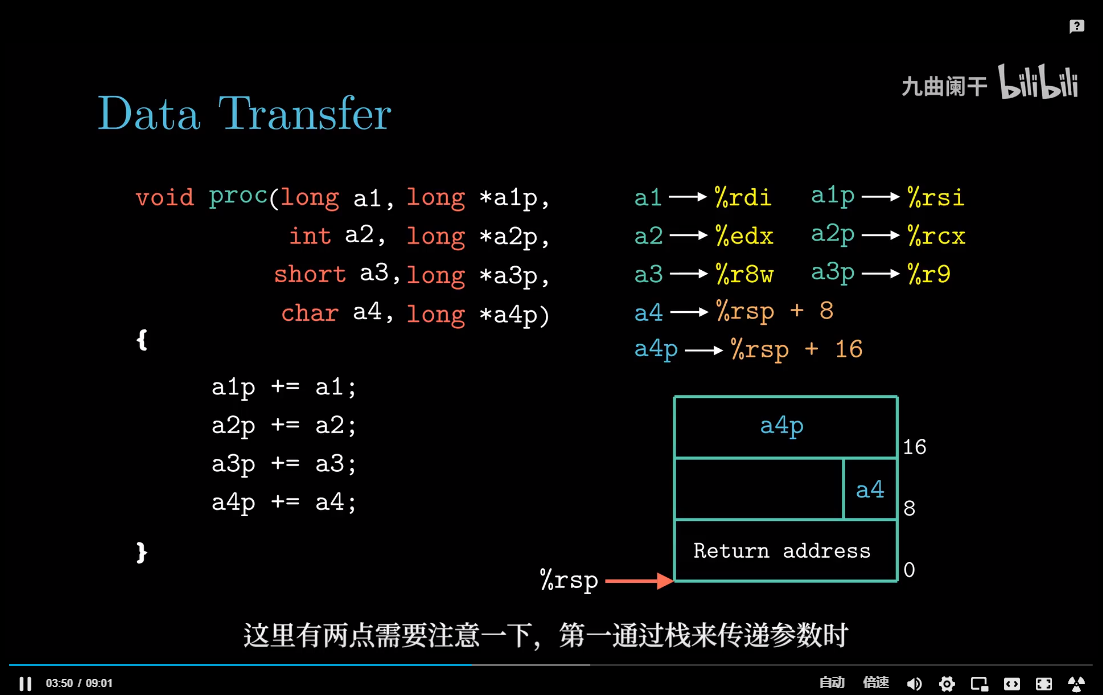 九曲阑干 bilibili
Data Transfer
void proc(long a1, long *a1p,
int a2, long *a2p,
short a3, long *a3p,
char a4, long *a4p)
{
a1p += a1;
a2p += a2;
a3p += a3;
a4p += a4;
}
a1 → %rdi a1p → %rsi
a2 → %edx a2p → %rcx
a3 → %r8w a3p → %r9
a4 → %rsp + 8
a4p → %rsp + 16
a4p
16
a4
8
Return address
0
%rsp
这里有两点需要注意一下，第一通过栈来传递参数时
03:50 / 09:01 自动 倍速